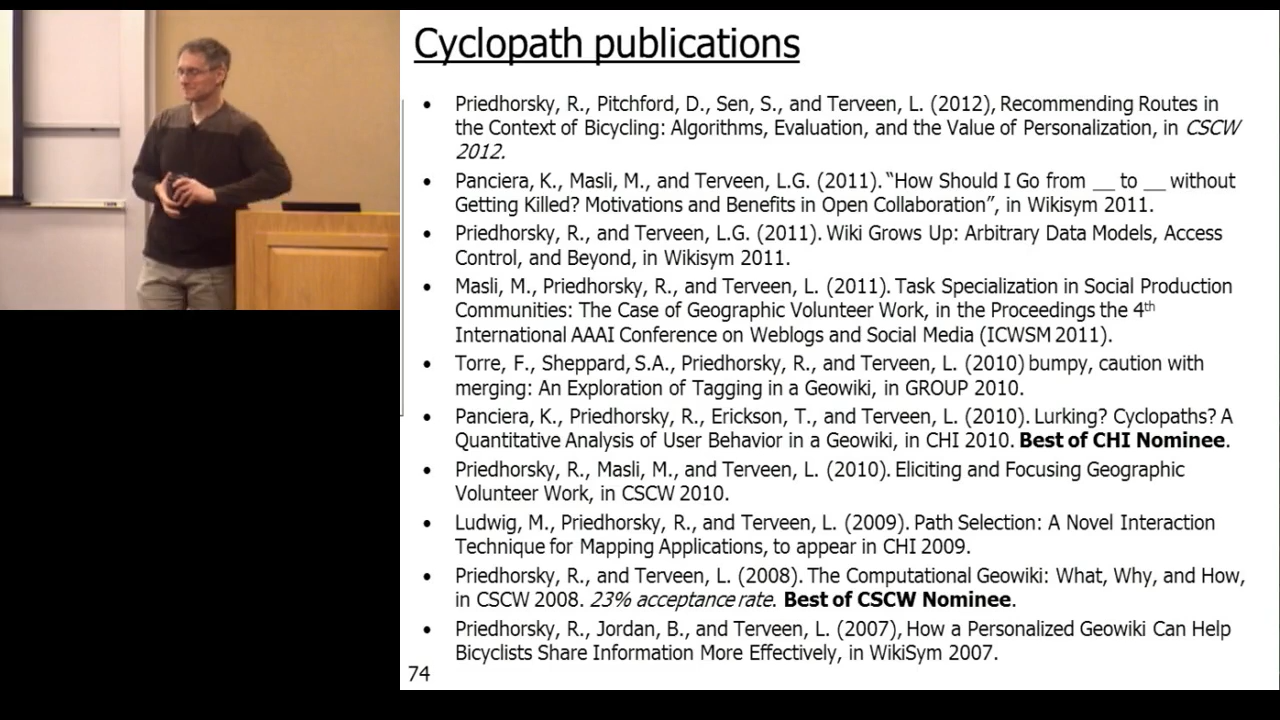 Cyclopath publications
• Priedhorsky, R., Pitchford, D., Sen, S., and Terveen, L. (2012), Recommending Routes in
the Context of Bicycling: Algorithms, Evaluation, and the Value of Personalization, in CSCW
2012.
• Panciera, K., Masli, M., and Terveen, L.G. (2011). “How Should I Go from __ to __ without
Getting Killed? Motivations and Benefits in Open Collaboration”, in Wikisym 2011.
• Priedhorsky, R., and Terveen, L.G. (2011). Wiki Grows Up: Arbitrary Data Models, Access
Control, and Beyond, in Wikisym 2011.
• Masli, M., Priedhorsky, R., and Terveen, L. (2011). Task Specialization in Social Production
Communities: The Case of Geographic Volunteer Work, in the Proceedings the 4th
International AAAI Conference on Weblogs and Social Media (ICWSM 2011).
• Torre, F., Sheppard, S.A., Priedhorsky, R., and Terveen, L. (2010) bumpy, caution with
merging: An Exploration of Tagging in a Geowiki, in GROUP 2010.
• Panciera, K., Priedhorsky, R., Erickson, T., and Terveen, L. (2010). Lurking? Cyclopaths? A
Quantitative Analysis of User Behavior in a Geowiki, in CHI 2010. Best of CHI Nominee.
• Priedhorsky, R., Masli, M., and Terveen, L. (2010). Eliciting and Focusing Geographic
Volunteer Work, in CSCW 2010.
• Ludwig, M., Priedhorsky, R., and Terveen, L. (2009). Path Selection: A Novel Interaction
Technique for Mapping Applications, to appear in CHI 2009.
• Priedhorsky, R., and Terveen, L. (2008). The Computational Geowiki: What, Why, and How,
in CSCW 2008. 23% acceptance rate. Best of CSCW Nominee.
• Priedhorsky, R., Jordan, B., and Terveen, L. (2007), How a Personalized Geowiki Can Help
Bicyclists Share Information More Effectively, in WikiSym 2007.
74